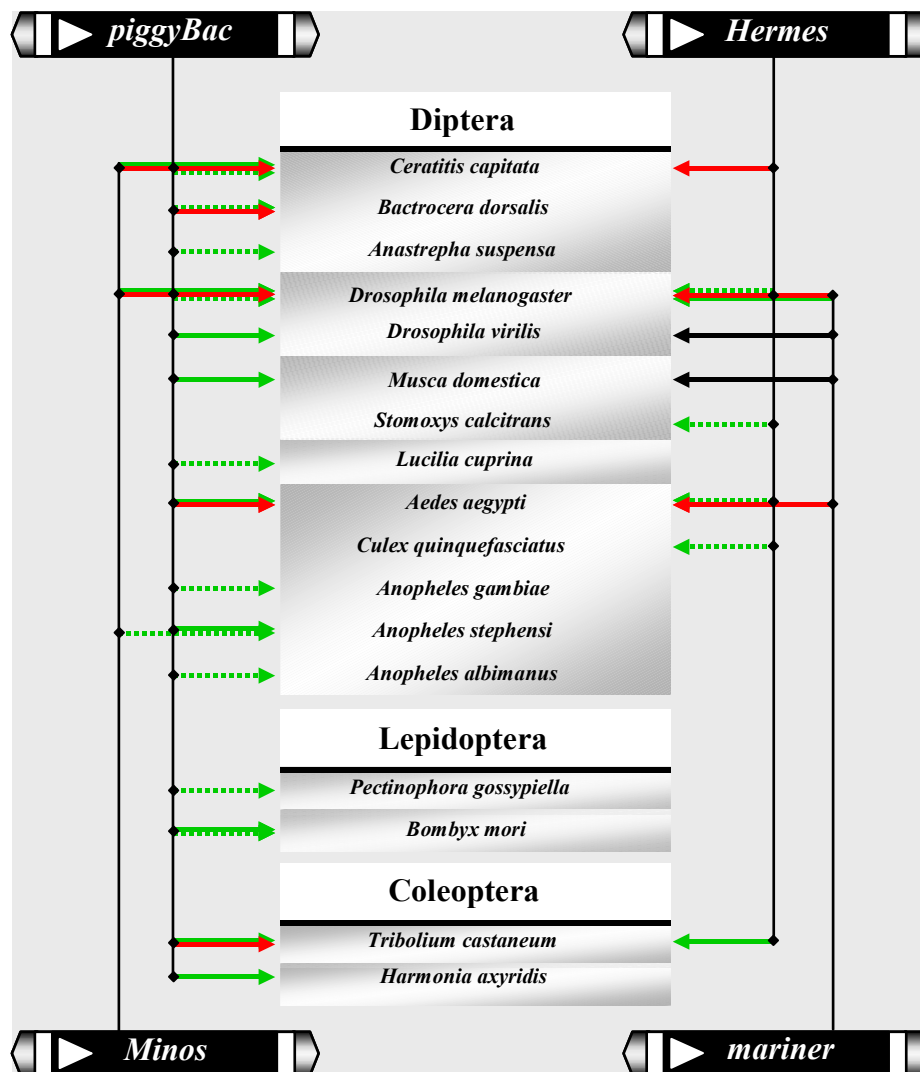 piggyBac
Hermes
Diptera
Ceratitis capitata
Bactrocera dorsalis
Anastrepha suspensa
Drosophila melanogaster
Drosophila virilis
Musca domestica
Stomoxys calcitrans
Lucilia cuprina
Aedes aegypti
Culex quinquefasciatus
Anopheles gambiae
Anopheles stephensi
Anopheles albimanus
Lepidoptera
Pectinophora gossypiella
Bombyx mori
Coleoptera
Tribolium castaneum
Harmonia axyridis
Minos
mariner